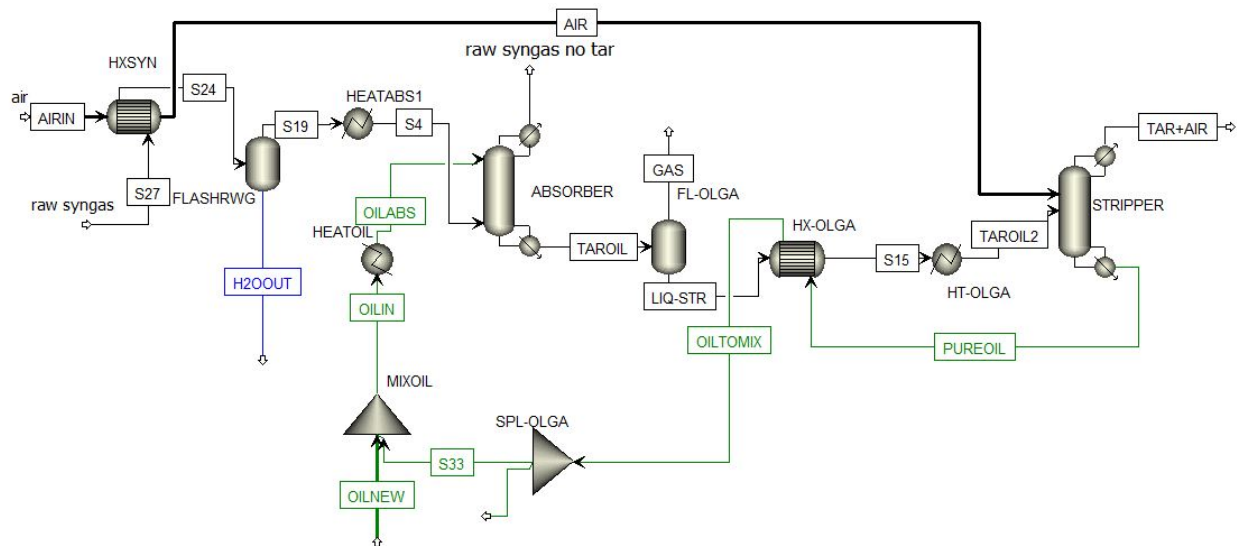 AIR
raw syngas no tar
HXSYN
S24
HEATABS1
air
AIRIN
S19
S4
TAR+AIR
GAS
S27
FLASHRWG
OILABS
ABSORBER
FL-OLGA
STRIPPER
raw syngas
HEATOIL
HX-OLGA
TAROIL
S15
TAROIL2
H2OOUT
LIQ-STR
HT-OLGA
OILIN
OILTOMIX
PUREOIL
MIXOIL
SPL-OLGA
S33
OILNEW